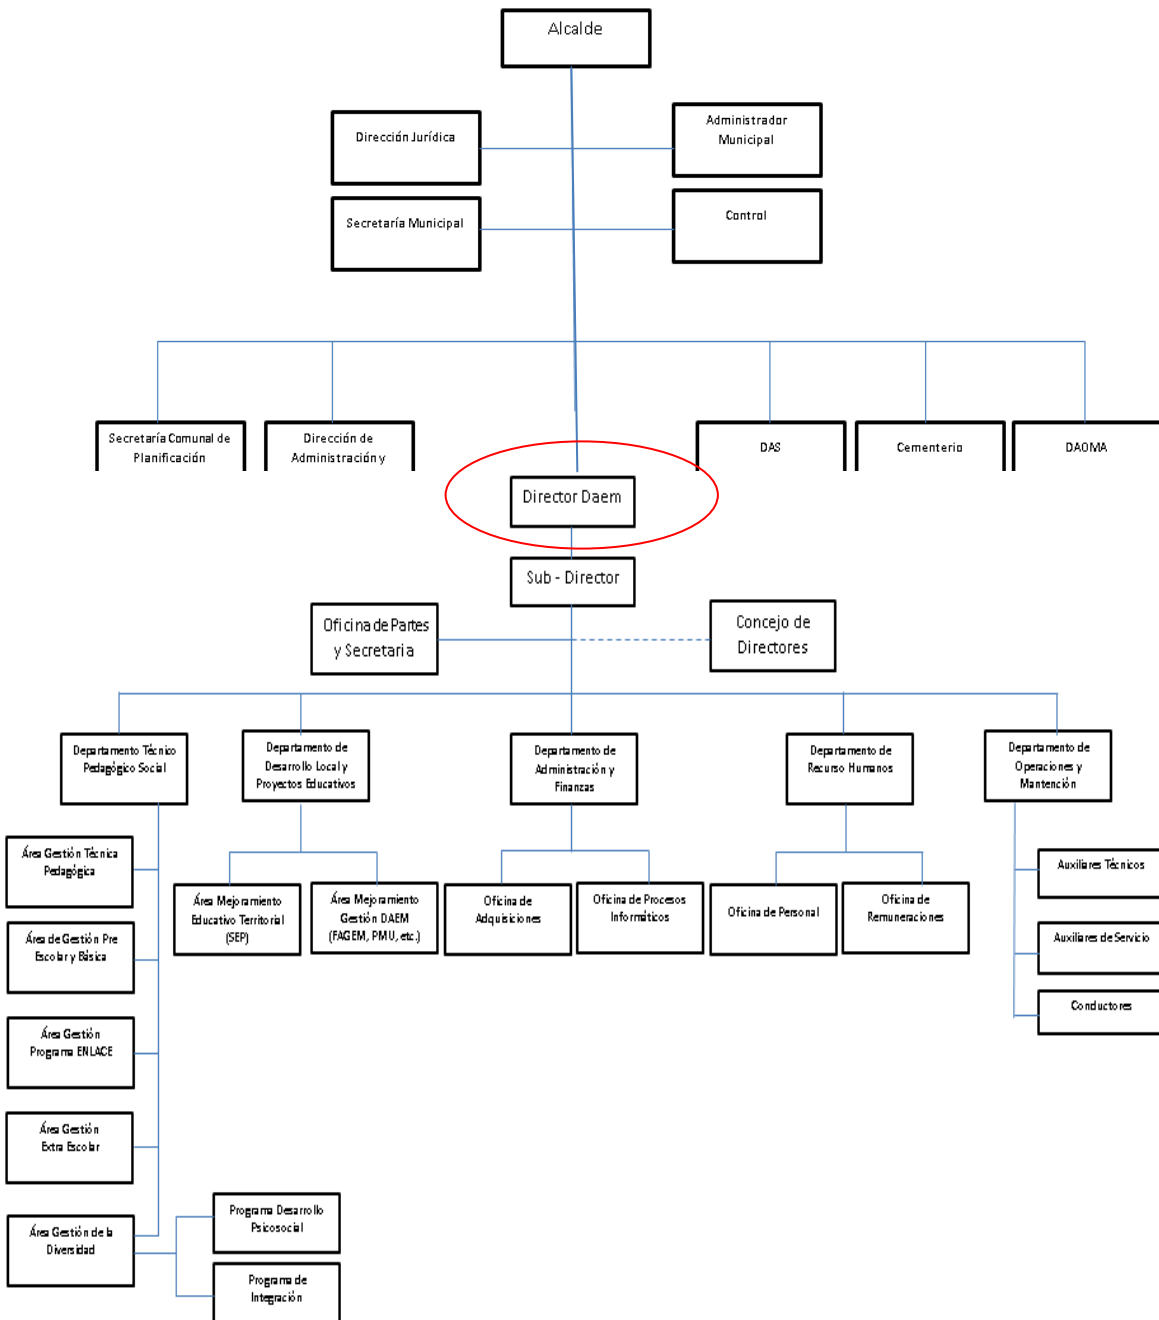 Alcalde
Dirección Jurídica
Administrador
Municipal
Secretaría Municipal
Control
Secretaría Comunal de
Planificación
Dirección de
Administración y
DAS
Cementerio
DAOMA
Director Daem
Sub - Director
Oficina de Partes
y Secretaria
Concejo de
Directores
Departamento Técnico
Pedagógico Social
Departamento de
Desarrollo Local y
Proyectos Educativos
Departamento de
Administración y
Finanzas
Departamento de
Recurso Humanos
Departamento de
Operaciones y
Mantención
Área Gestión Técnica
Pedagógica
Área de Gestión Pre
Escolar y Básica
Área Gestión
Programa ENLACE
Área Gestión
Extra Escolar
Área Gestión de la
Diversidad
Programa Desarrollo
Psicosocial
Programa de
Integración
Área Mejoramiento
Educativo Territorial
(SEP)
Área Mejoramiento
Gestión DAEM
(FAGEM, PMU, etc.)
Oficina de
Adquisiciones
Oficina de Procesos
Informáticos
Oficina de Personal
Oficina de
Remuneraciones
Auxiliares Técnicos
Auxiliares de Servicio
Conductores